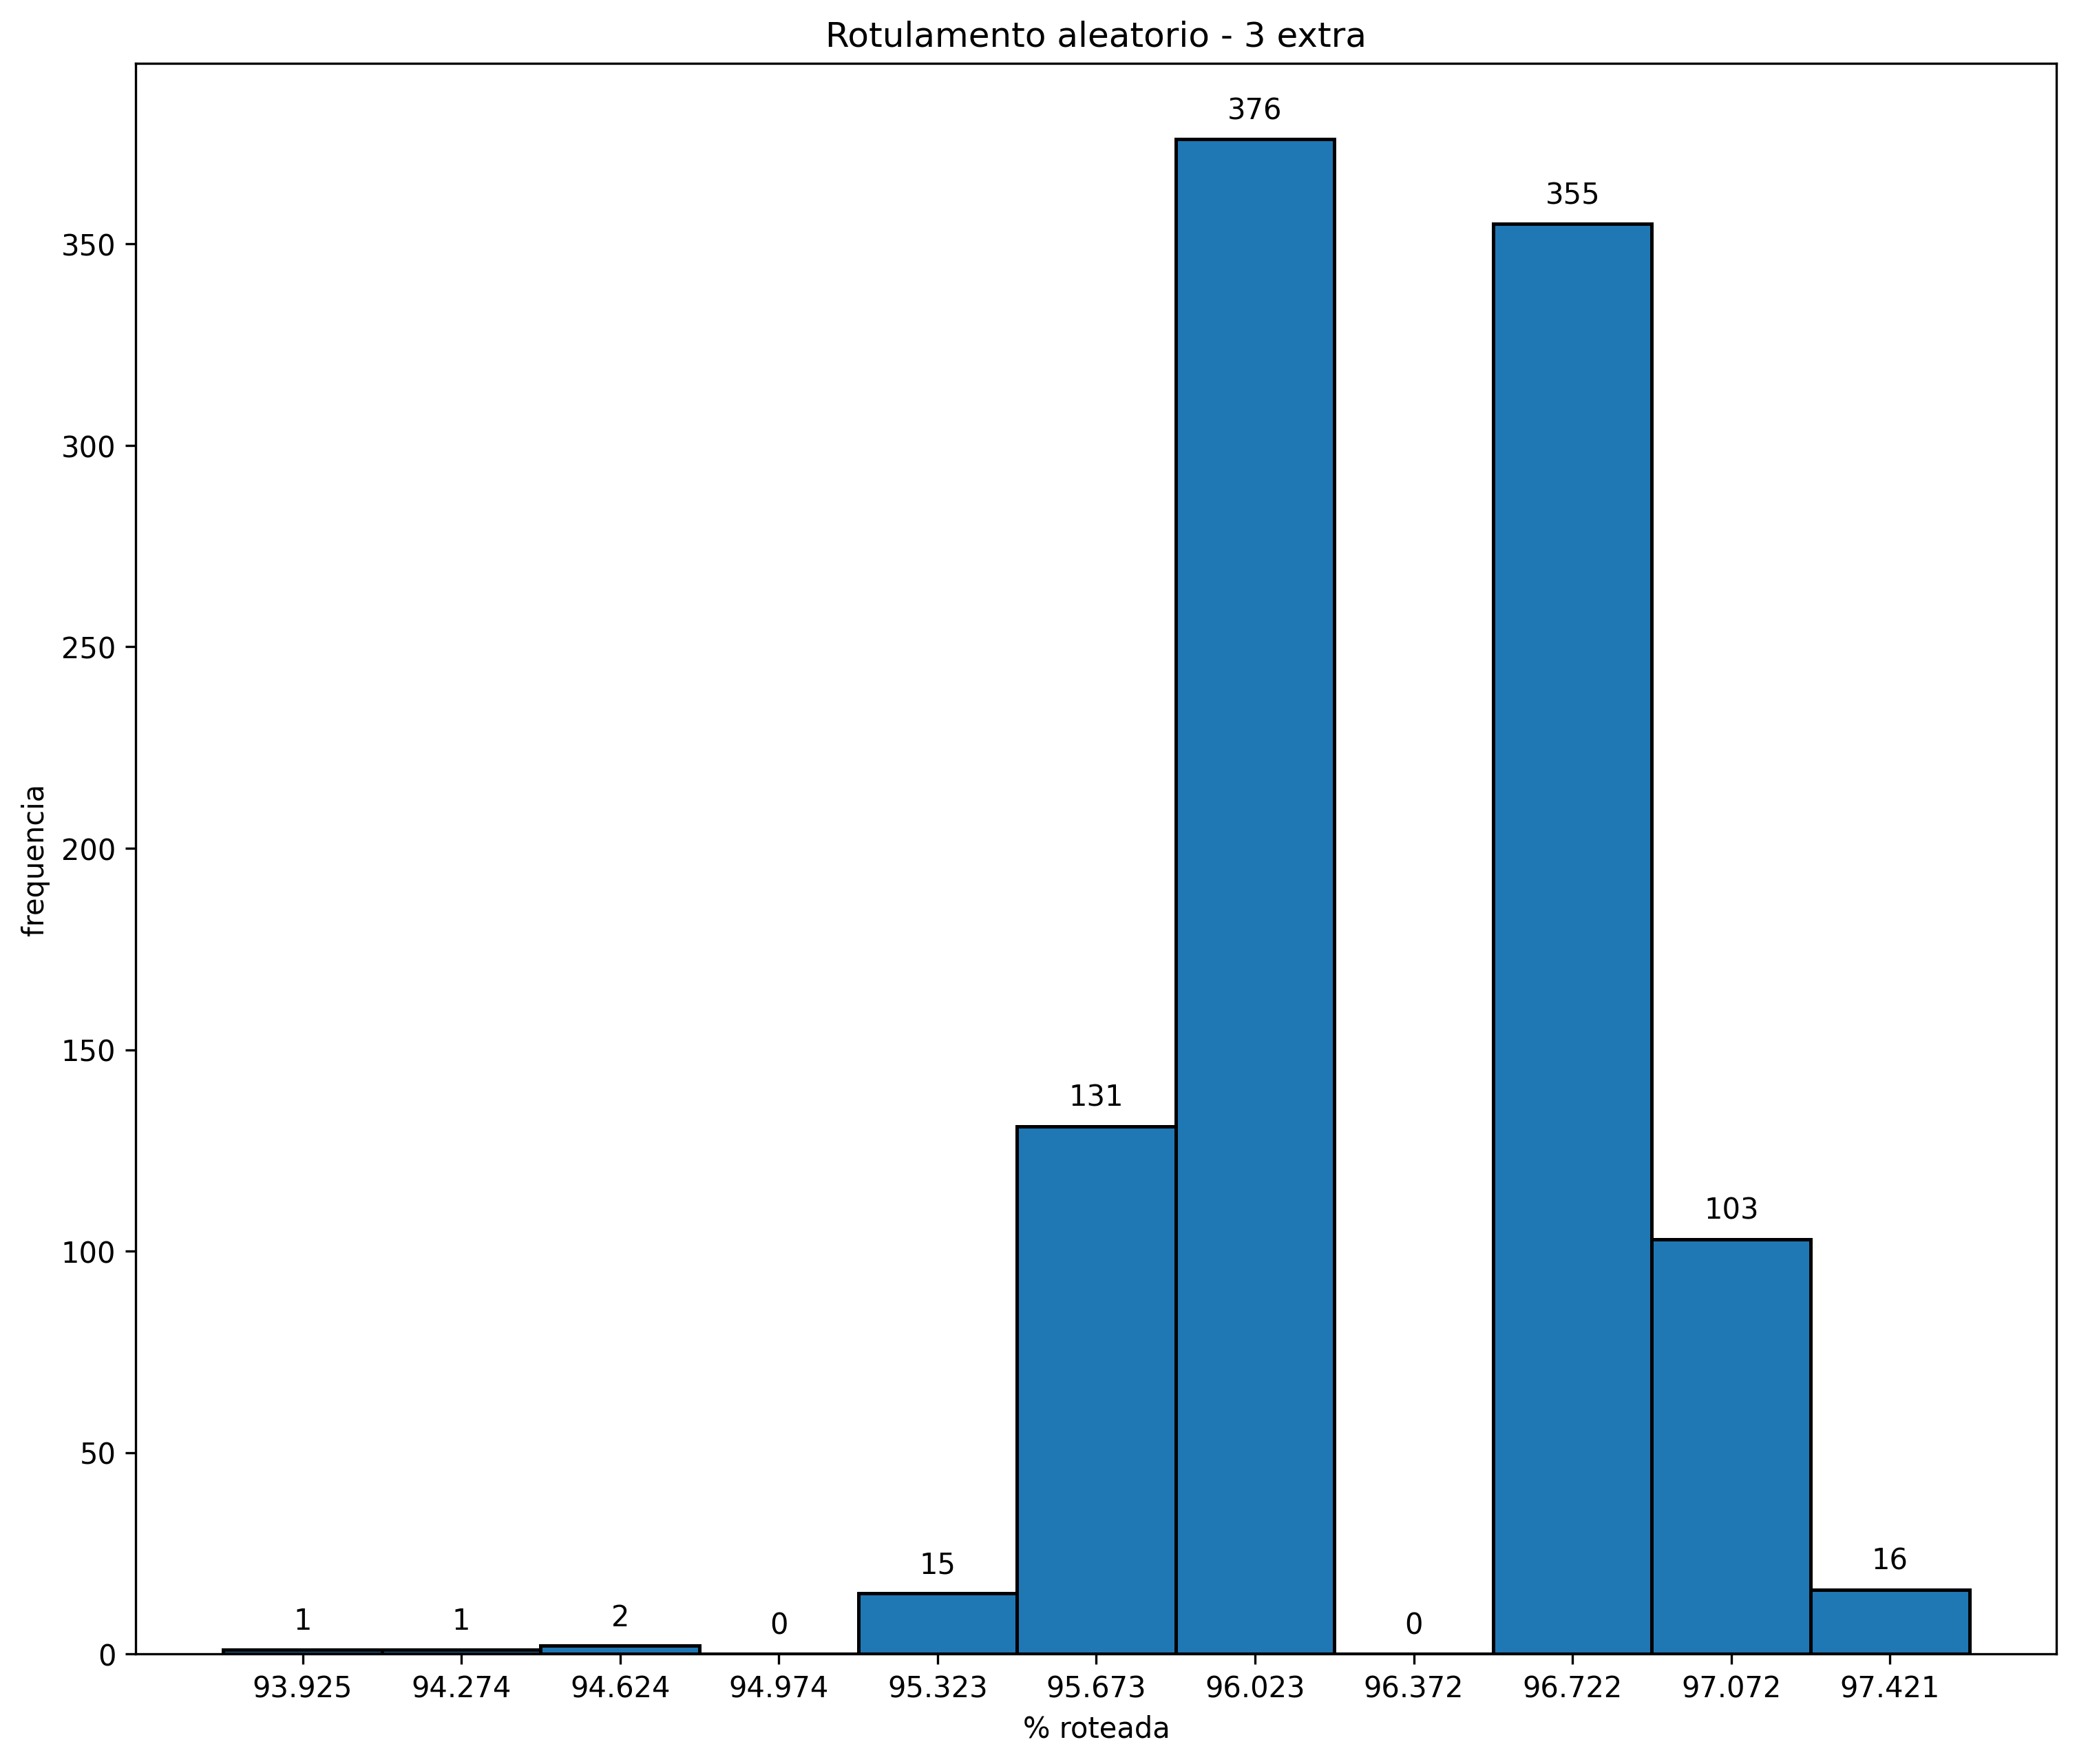 Rotulamento aleatorio - 3 extra
376
355
350
300
250
200
150
131
103
100
50
15
16
1 1 2 0 0
0
93.925 94.274 94.624 94.974 95.323 95.673 96.023 96.372 96.722 97.072 97.421
% roteada
frequencia